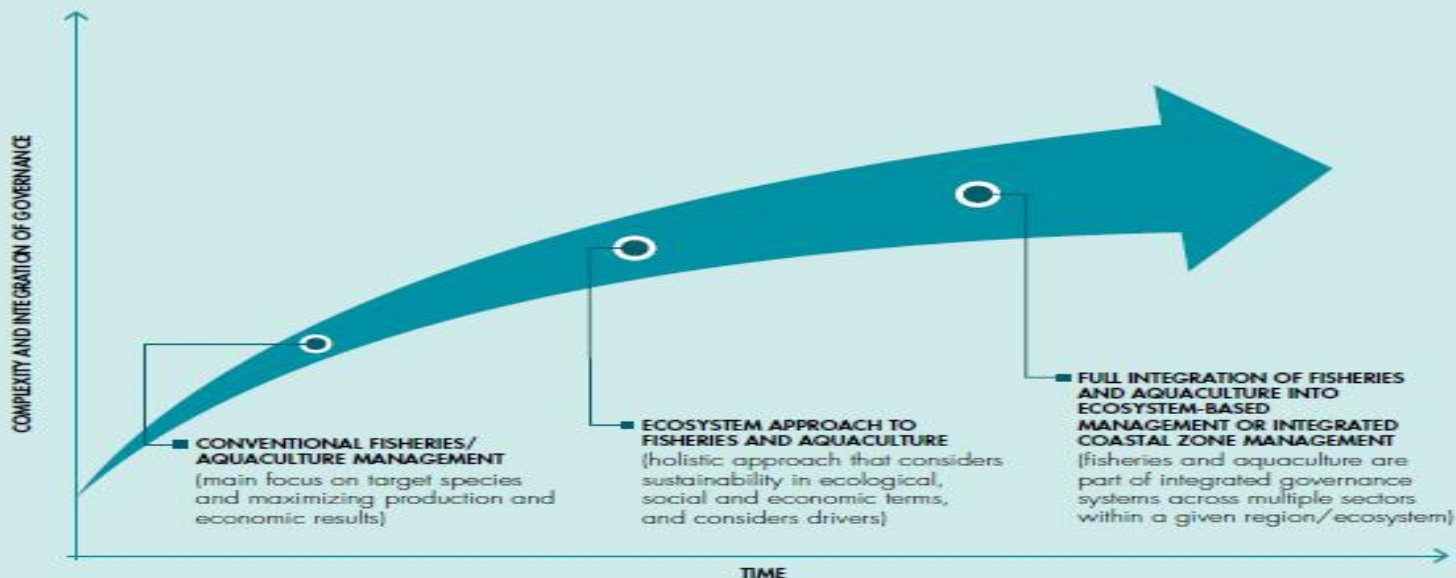 COMPLEXITY AND INTEGRATION OF GOVERNANCE
CONVENTIONAL FISHERIES/
AQUACULTURE MANAGEMENT
(main focus on target species
and maximizing production and
economic results)
ECOSYSTEM APPROACH TO
FISHERIES AND AQUACULTURE
(holistic approach that considers
sustainability in ecological,
social and economic terms,
and considers drivers)
FULL INTEGRATION OF FISHERIES
AND AQUACULTURE INTO
ECOSYSTEM-BASED
MANAGEMENT OR INTEGRATED
COASTAL ZONE MANAGEMENT
(fisheries and aquaculture are
part of integrated governance
systems across multiple sectors
within a given region/ecosystem)
TIME